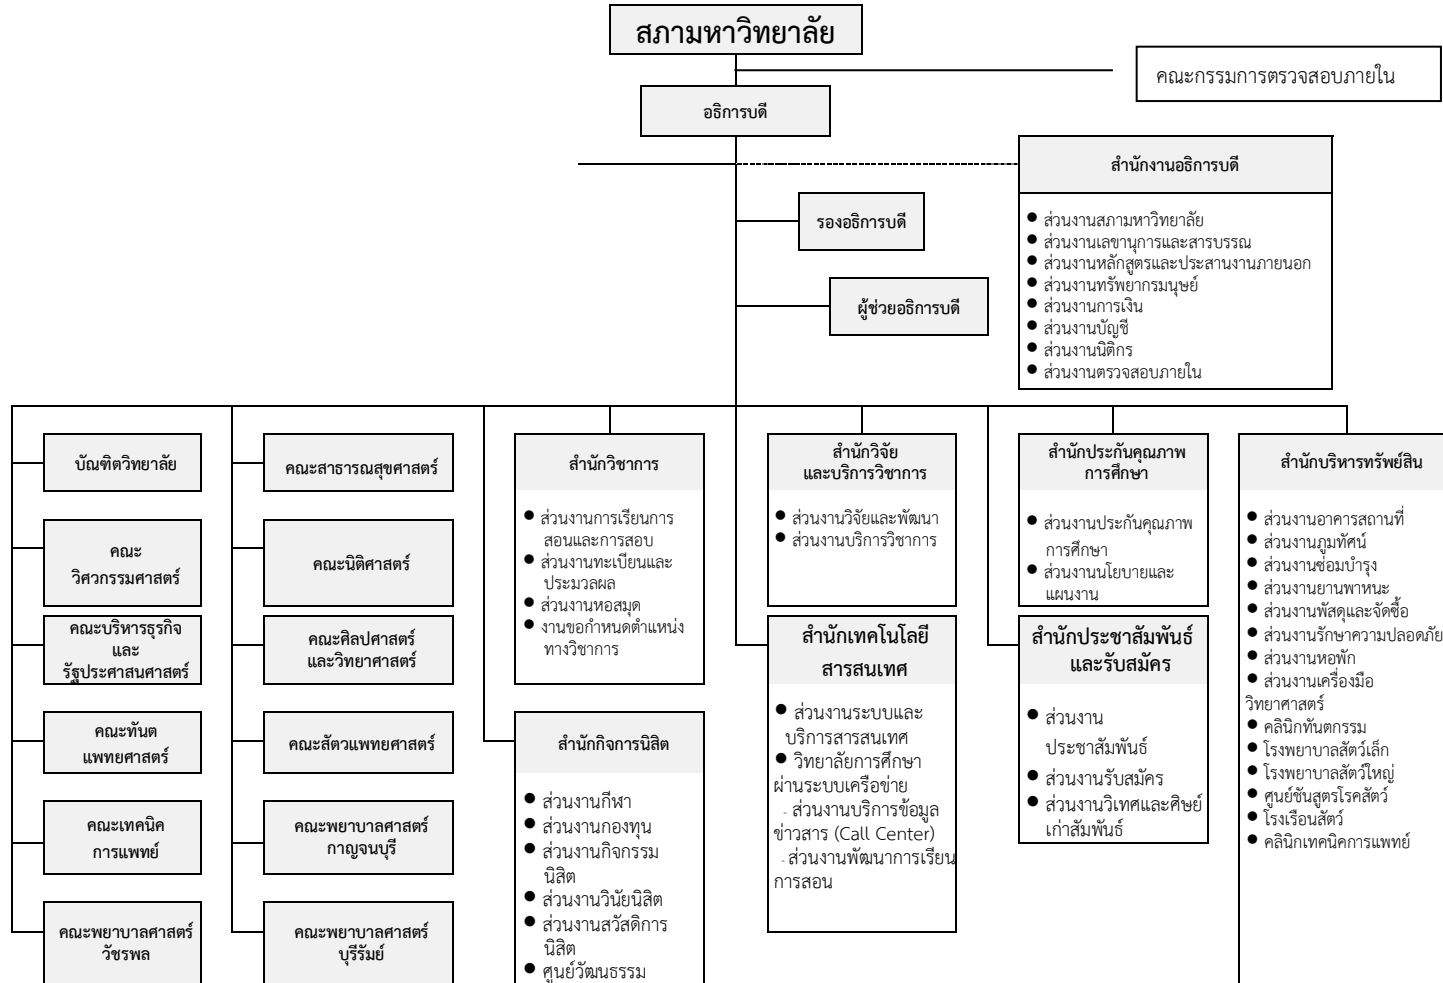 สภามหาวิทยาลัย
คณะกรรมการตรวจสอบภายใน
อธิการบดี
สำนักงานอธิการบดี
● ส่วนงานสภามหาวิทยาลัย
● ส่วนงานเลขานุการและสารบรรณ
● ส่วนงานหลักสูตรและประสานงานภายนอก
● ส่วนงานทรัพยากรมนุษย์
● ส่วนงานการเงิน
● ส่วนงานบัญชี
● ส่วนงานนิติกร
● ส่วนงานตรวจสอบภายใน
รองอธิการบดี
ผู้ช่วยอธิการบดี
บัณฑิตวิทยาลัย
คณะ
วิศวกรรมศาสตร์
คณะบริหารธุรกิจ
และ
รัฐประศาสนศาสตร์
คณะทันต
แพทยศาสตร์
คณะเทคนิค
การแพทย์
คณะพยาบาลศาสตร์
วัชรพล
คณะสาธารณสุขศาสตร์
คณะนิติศาสตร์
คณะศิลปศาสตร์
และวิทยาศาสตร์
คณะสัตวแพทยศาสตร์
คณะพยาบาลศาสตร์
กาญจนบุรี
คณะพยาบาลศาสตร์
บุรีรัมย์
สำนักวิชาการ
● ส่วนงานการเรียนการ
สอนและการสอบ
● ส่วนงานทะเบียนและ
ประมวลผล
● ส่วนงานหอสมุด
● งานขอกำหนดตำแหน่ง
ทางวิชาการ
สำนักกิจการนิสิต
● ส่วนงานกีฬา
● ส่วนงานกองทุน
● ส่วนงานกิจกรรม
นิสิต
● ส่วนงานวินัยนิสิต
● ส่วนงานสวัสดิการ
นิสิต
● ศูนย์วัฒนธรรม
สำนักวิจัย
และบริการวิชาการ
● ส่วนงานวิจัยและพัฒนา
● ส่วนงานบริการวิชาการ
สำนักเทคโนโลยี
สารสนเทศ
● ส่วนงานระบบและ
บริการสารสนเทศ
● วิทยาลัยการศึกษา
ผ่านระบบเครือข่าย
- ส่วนงานบริการข้อมูล
ข่าวสาร (Call Center)
- ส่วนงานพัฒนาการเรียน
การสอน
สำนักประกันคุณภาพ
การศึกษา
● ส่วนงานประกันคุณภาพ
การศึกษา
● ส่วนงานนโยบายและ
แผนงาน
สำนักประชาสัมพันธ์
และรับสมัคร
● ส่วนงาน
ประชาสัมพันธ์
● ส่วนงานรับสมัคร
● ส่วนงานวิเทศและศิษย์
เก่าสัมพันธ์
สำนักบริหารทรัพย์สิน
● ส่วนงานอาคารสถานที่
● ส่วนงานภูมทัศน์
● ส่วนงานซ่อมบำรุง
● ส่วนงานยานพาหนะ
● ส่วนงานพัสดุและจัดซื้อ
● ส่วนงานรักษาความปลอดภัย
● ส่วนงานหอพัก
● ส่วนงานเครื่องมือ
วิทยาศาสตร์
● คลินิกทันตกรรม
● โรงพยาบาลสัตว์เล็ก
● โรงพยาบาลสัตว์ใหญ่
● ศูนย์ชันสูตรโรคสัตว์
● โรงเรือนสัตว์
● คลินิกเทคนิคการแพทย์